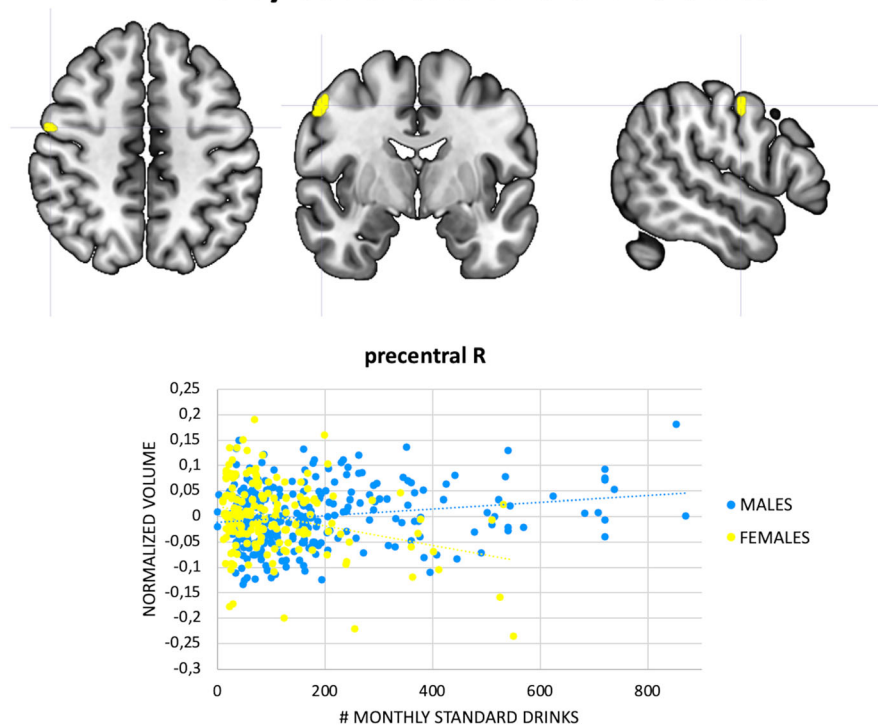 precentral R
0,25
0,2
0,15
0,1
0,05
0
-0,05
-0,1
-0,15
-0,2
-0,25
-0,3
NORMALIZED VOLUME
0 200 400 600 800
# MONTHLY STANDARD DRINKS
MALES
FEMALES